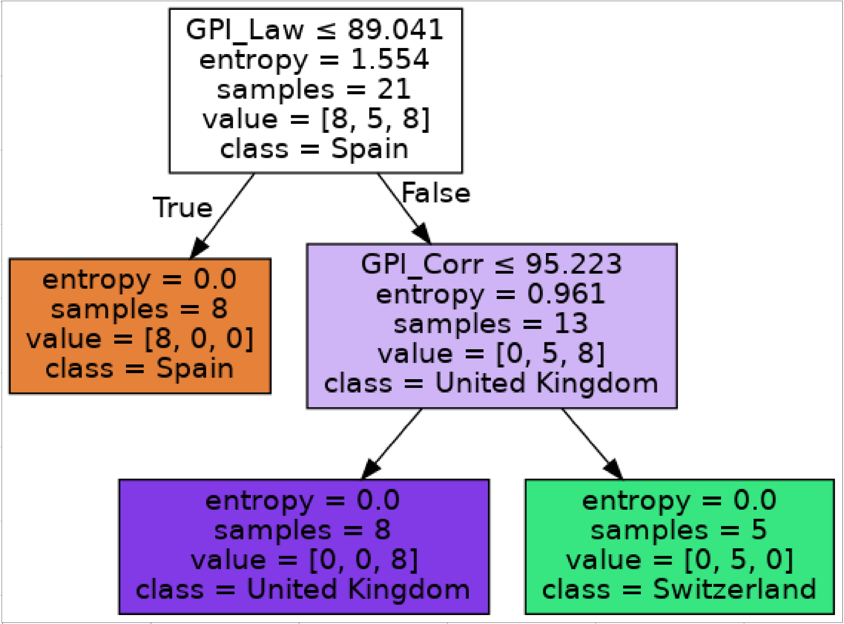 GPI_Law ≤ 89.041
entropy = 1.554
samples = 21
value = [8, 5, 8]
class = Spain
True
False
entropy = 0.0
samples = 8
value = [8, 0, 0]
class = Spain
GPI_Corr ≤ 95.223
entropy = 0.961
samples = 13
value = [0, 5, 8]
class = United Kingdom
entropy = 0.0
samples = 8
value = [0, 0, 8]
class = United Kingdom
entropy = 0.0
samples = 5
value = [0, 5, 0]
class = Switzerland